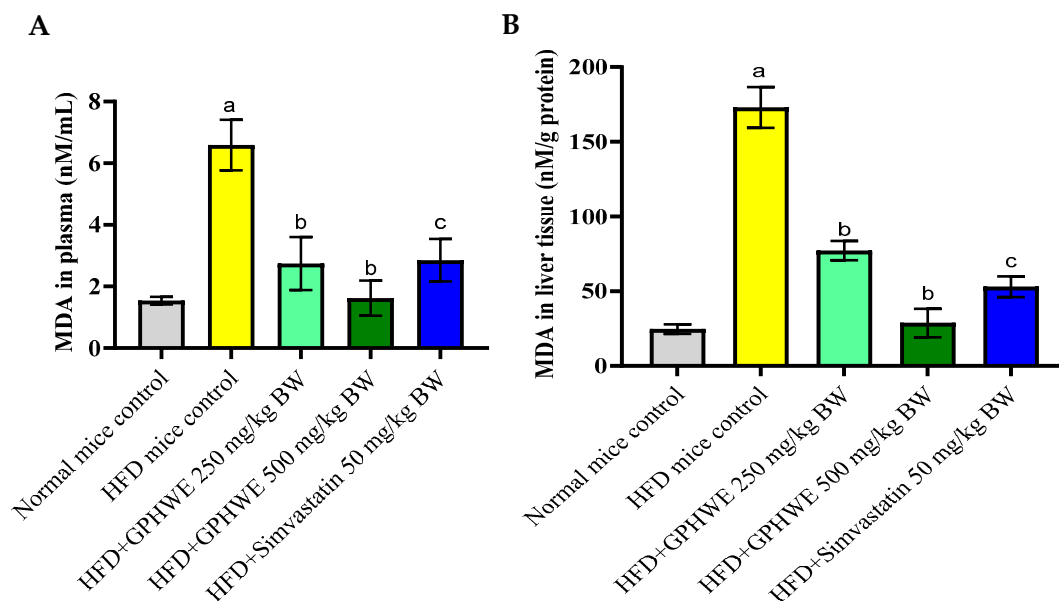 A
MDA in plasma (nM/mL)
8
6
4
2
0
a
b
b
c
Normal mice control
HFD mice control
HFD+GPHWE 250 mg/kg BW
HFD+GPHWE 500 mg/kg BW
HFD+Simvastatin 50 mg/kg BW
B
MDA in liver tissue (nM/g protein)
200
150
100
50
0
a
b
b
c
Normal mice control
HFD mice control
HFD+GPHWE 250 mg/kg BW
HFD+GPHWE 500 mg/kg BW
HFD+Simvastatin 50 mg/kg BW